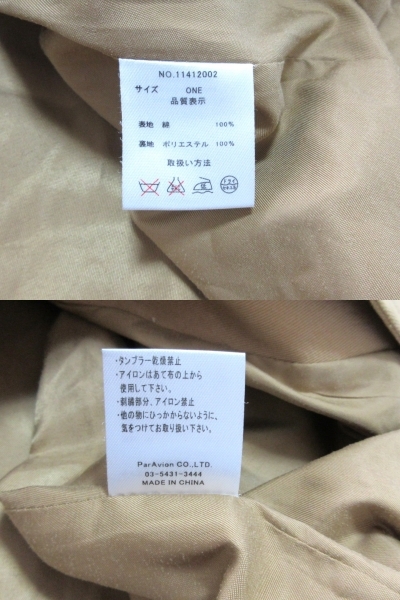 NO.11412002
サイズ ONE
品質表示
表地 綿 100%
裏地 ポリエステル 100%
取扱い方法
ドライ
・タンブラー乾燥禁止
・アイロンはあて布の上から
使用して下さい。
・刺繍部分、アイロン禁止
・他の物にひっかからないように、
気をつけてお取り扱い下さい。
ParAvion CO.,LTD.
03-5431-3444
MADE IN CHINA